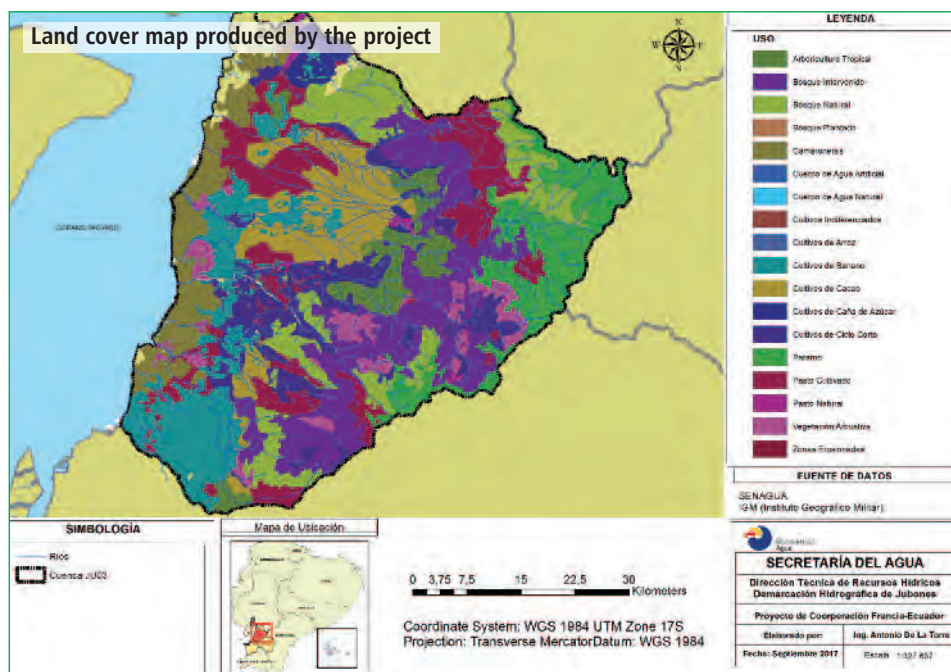 Land cover map produced by the project
N
W
E
S
OCEANO PACIFICO
LEYENDA
USO
Arboricultura Tropical
Bosque Intervenido
Bosque Natural
Bosque Plantado
Camaroneras
Cuerpo de Agua Artificial
Cuerpo de Agua Natural
Cultivos Indiferenciados
Cultivos de Arroz
Cultivos de Banano
Cultivos de Cacao
Cultivos de Caña de Azúcar
Cultivos de Ciclo Corto
Paramo
Pasto Cultivado
Pasto Natural
Vegetación Arbustiva
Zonas Erosionadas
FUENTE DE DATOS
SENAGUA
IGM (Instituto Geográfico Militar)
SIMBOLOGÍA
Ríos
Cuenca JU03
Mapa de Ubicación
0 3,75 7,5 15 22,5 30
Kilometers
Coordinate System: WGS 1984 UTM Zone 17S
Projection: Transverse MercatorDatum: WGS 1984
Agua
SECRETARÍA DEL AGUA
Dirección Técnica de Recursos Hídricos
Demarcación Hidrográfica de Jubones
Proyecto de Coorperación Francia-Ecuador
Elaborado por:
Ing. Antonio De La Torre
Fecha: Septiembre 2017
Escala